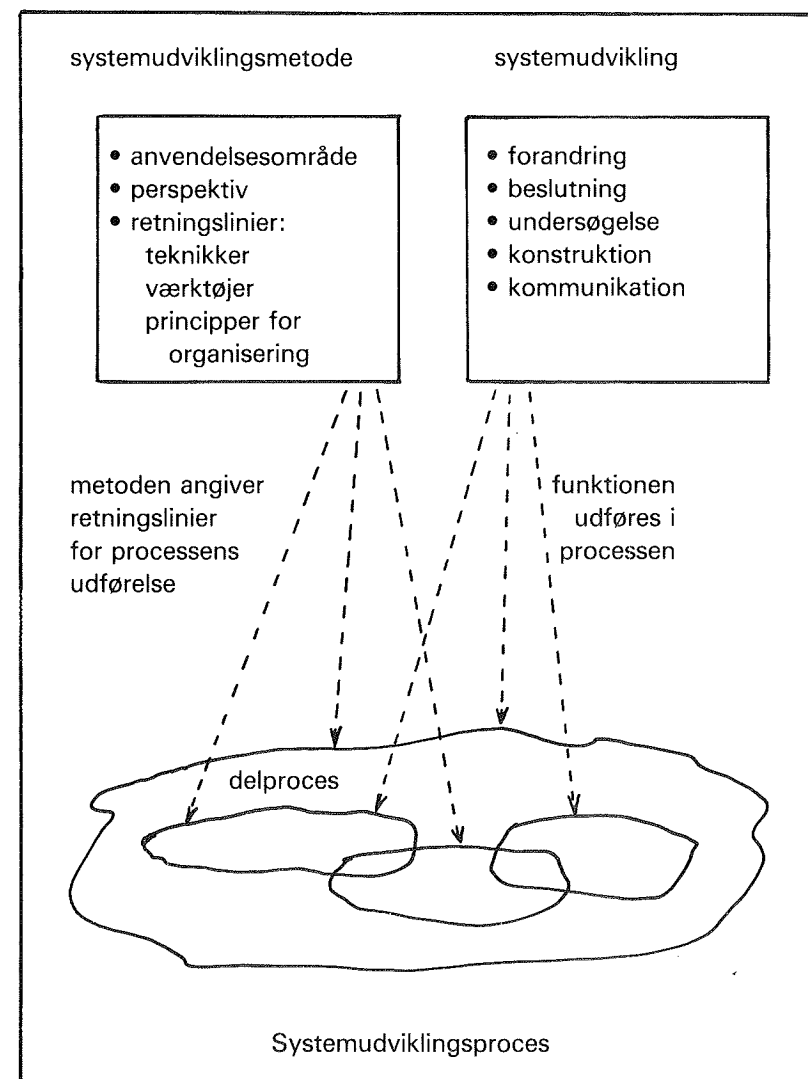 systemudviklingsmetode
• anvendelsesområde
• perspektiv
• retningslinier:
teknikker
værktøjer
principper for
organisering
systemudvikling
• forandring
• beslutning
• undersøgelse
• konstruktion
• kommunikation
metoden angiver
retningslinier
for processens
udførelse
funktionen
udføres i
processen
delproces
Systemudviklingsproces